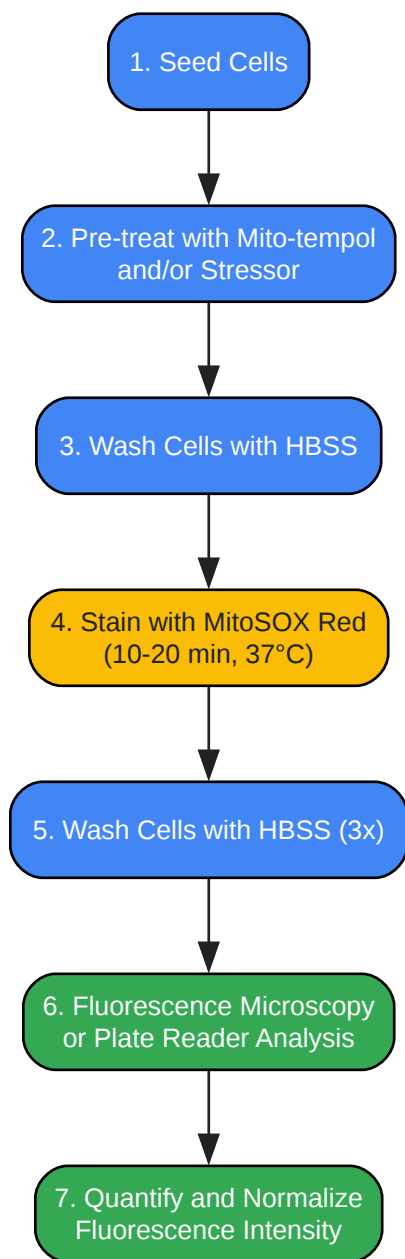 1. Seed Cells
2. Pre-treat with Mito-tempol
and/or Stressor
3. Wash Cells with HBSS
4. Stain with MitoSOX Red
(10-20 min, 37°C)
5. Wash Cells with HBSS (3x)
6. Fluorescence Microscopy
or Plate Reader Analysis
7. Quantify and Normalize
Fluorescence Intensity